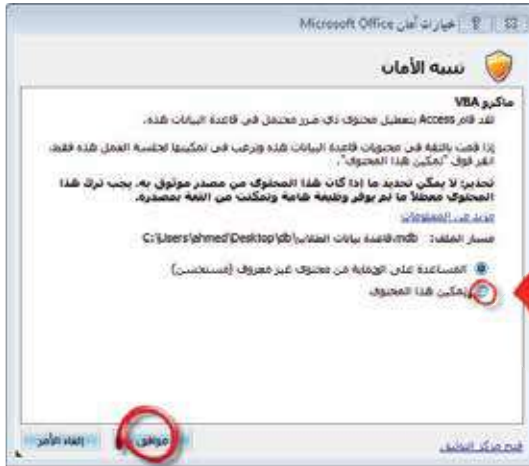 خيارات أمان Microsoft Office
تنبيه الأمان
ماكرو VBA
لقد قام Access بتعطيل محتوى ذي ضرر محتمل في قاعدة البيانات هذه.
إذا قمت بالثقة في محتويات قاعدة البيانات هذه وترغب في تمكينها لجلسة العمل هذه فقط،
انقر فوق "تمكين هذا المحتوى".
تحذير: لا يمكن تحديد ما إذا كان هذا المحتوى من مصدر موثوق به. يجب ترك هذا
المحتوى معطلاً ما لم يوفر وظيفة هامة وتمكنت من الثقة بمصدره.
مزيد من المعلومات
مسار الملف: C:\Users\ahmed\Desktop\db\قاعدة بيانات الطلاب.mdb
المساعدة على الحماية من محتوى غير معروف (مستحسن)
تمكين هذا المحتوى
فتح مركز التوثيق
موافق
إلغاء الأمر